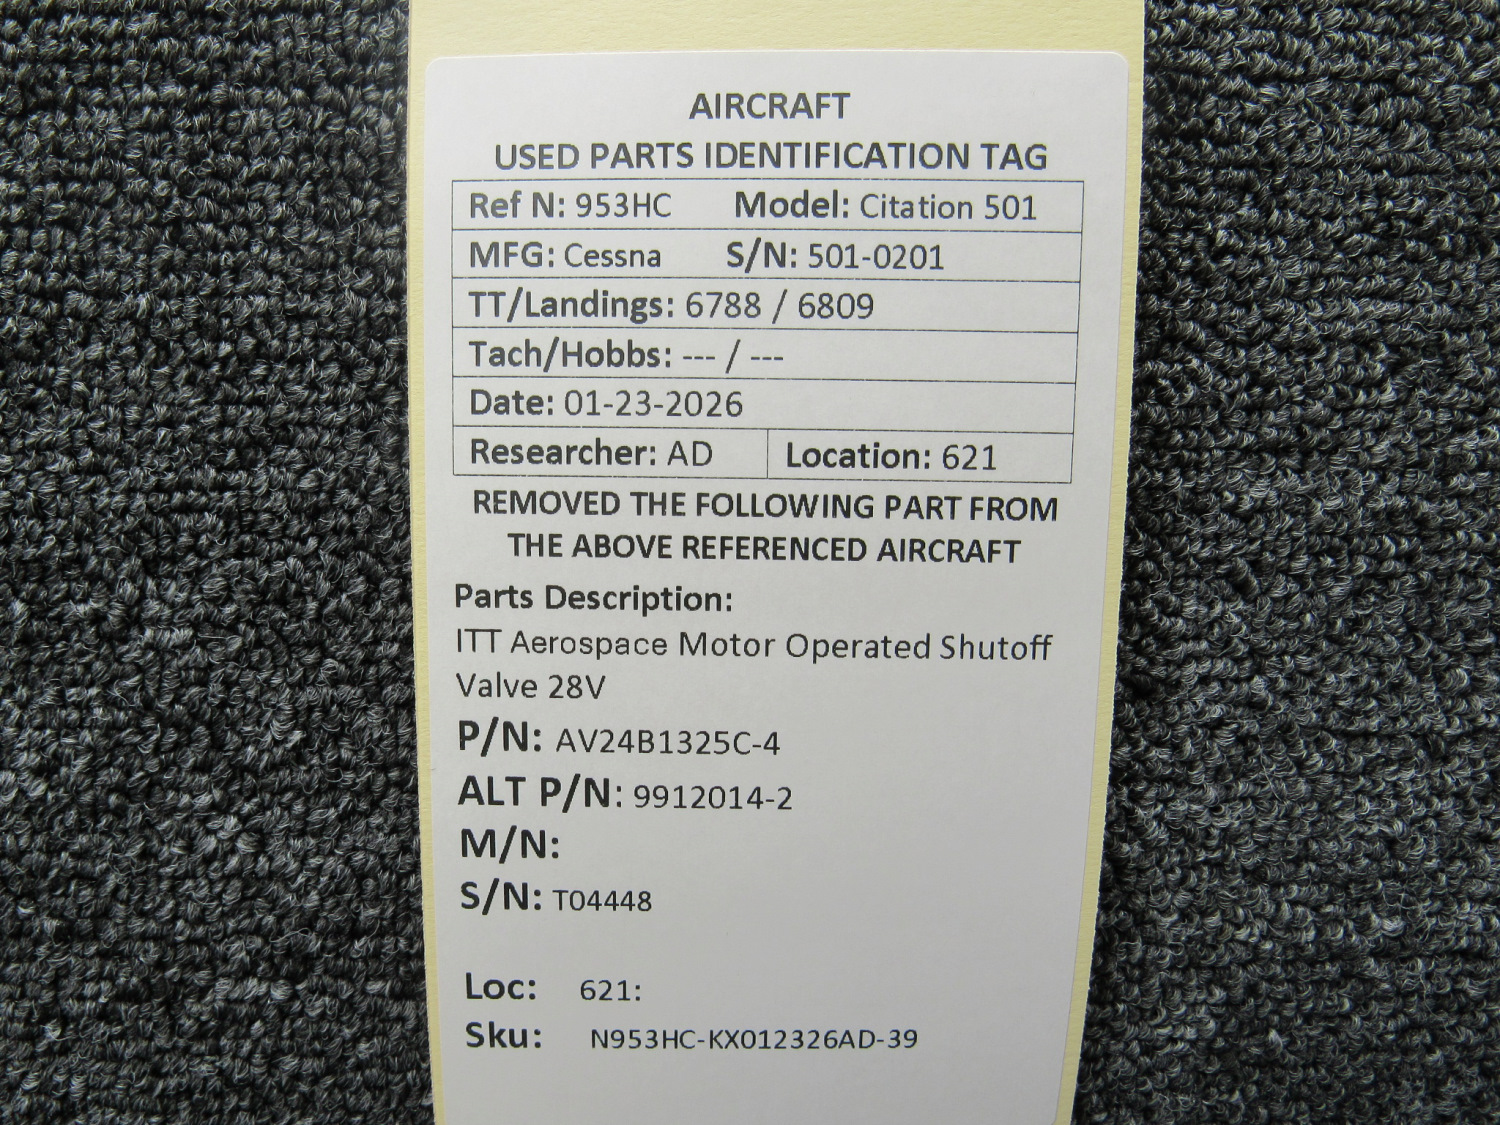 AIRCRAFT
USED PARTS IDENTIFICATION TAG
Ref N: 953HC Model: Citation 501
MFG: Cessna S/N: 501-0201
TT/Landings: 6788 / 6809
Tach/Hobbs: --- / ---
Date: 01-23-2026
Researcher: AD Location: 621
REMOVED THE FOLLOWING PART FROM
THE ABOVE REFERENCED AIRCRAFT
Parts Description:
ITT Aerospace Motor Operated Shutoff
Valve 28V
P/N: AV24B1325C-4
ALT P/N: 9912014-2
M/N:
S/N: T04448
Loc: 621:
Sku: N953HC-KX012326AD-39